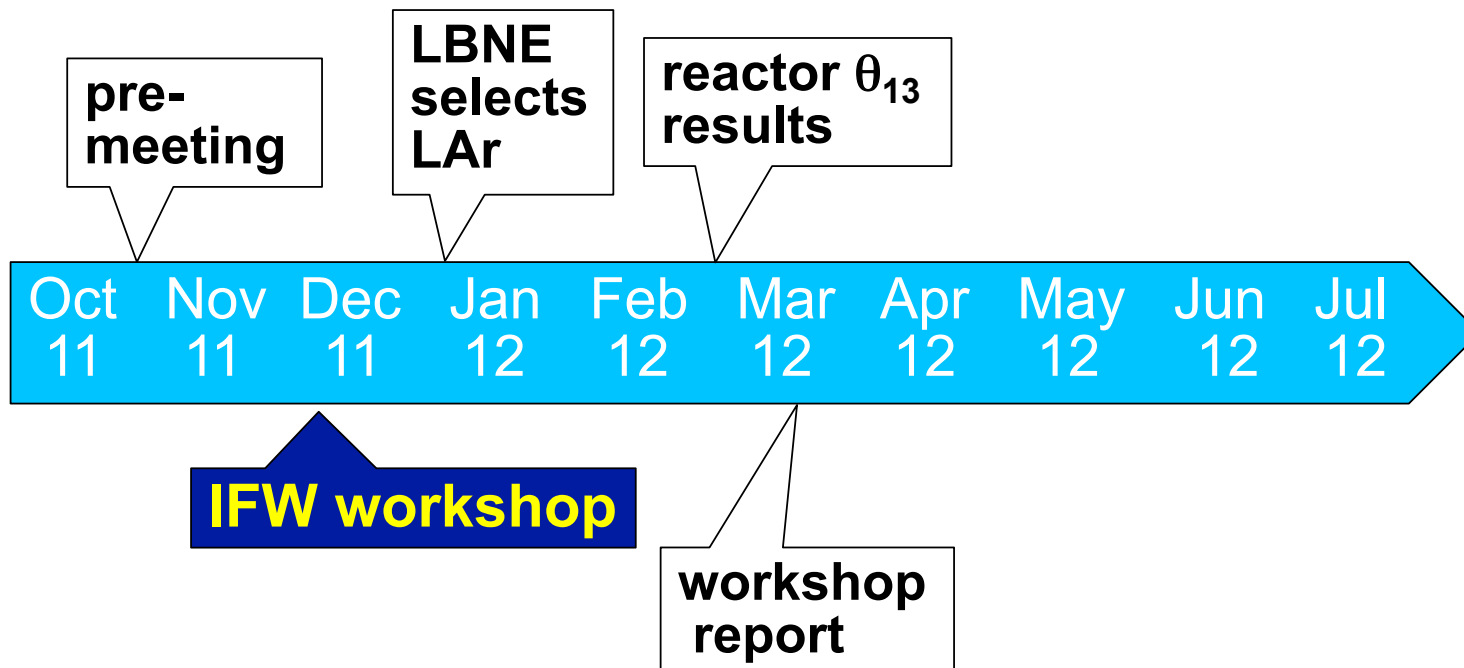 pre-
meeting
LBNE
selects
LAr
reactor θ₁₃
results
Oct Nov Dec Jan Feb Mar Apr May Jun Jul
11 11 11 12 12 12 12 12 12 12
IFW workshop
workshop
report